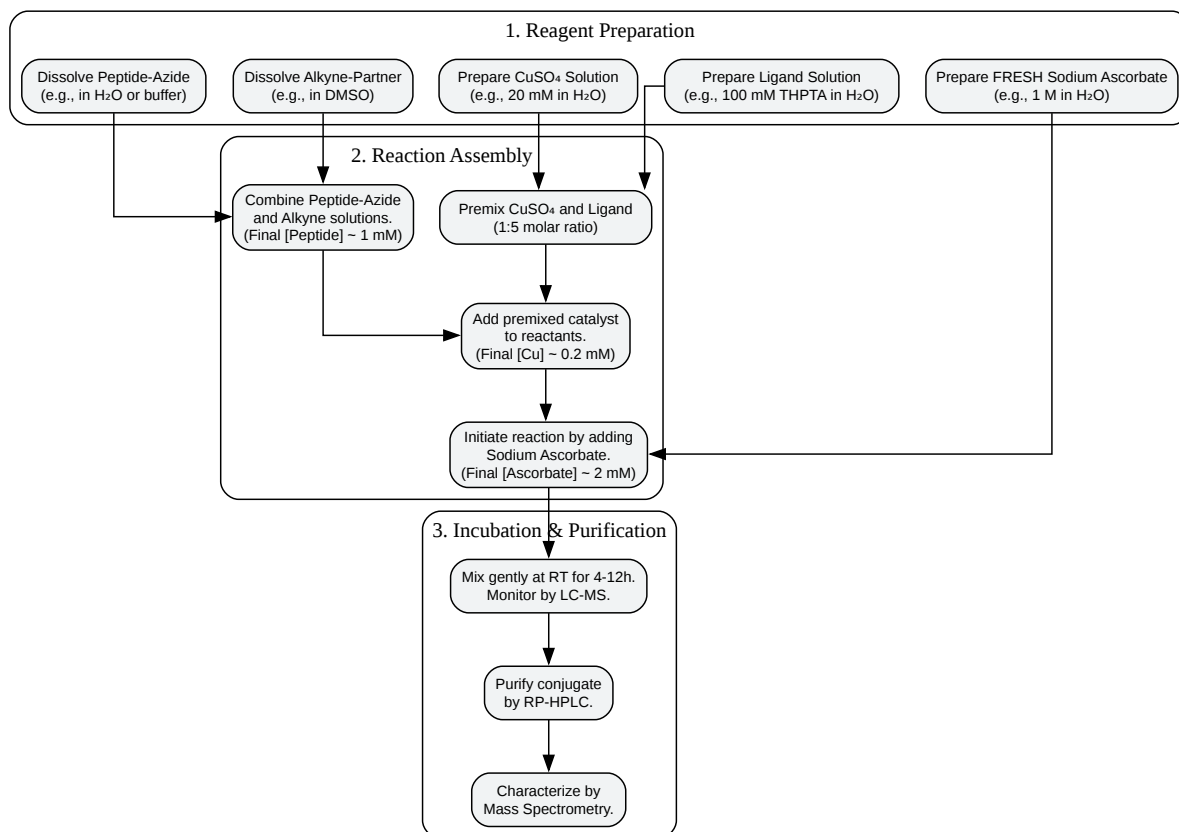 1. Reagent Preparation
Dissolve Peptide-Azide
(e.g., in H₂O or buffer)
Dissolve Alkyne-Partner
(e.g., in DMSO)
Prepare CuSO₄ Solution
(e.g., 20 mM in H₂O)
Prepare Ligand Solution
(e.g., 100 mM THPTA in H₂O)
Prepare FRESH Sodium Ascorbate
(e.g., 1 M in H₂O)
2. Reaction Assembly
Combine Peptide-Azide
and Alkyne solutions.
(Final [Peptide] ~ 1 mM)
Premix CuSO₄ and Ligand
(1:5 molar ratio)
Add premixed catalyst
to reactants.
(Final [Cu] ~ 0.2 mM)
Initiate reaction by adding
Sodium Ascorbate.
(Final [Ascorbate] ~ 2 mM)
3. Incubation & Purification
Mix gently at RT for 4-12h.
Monitor by LC-MS.
Purify conjugate
by RP-HPLC.
Characterize by
Mass Spectrometry.